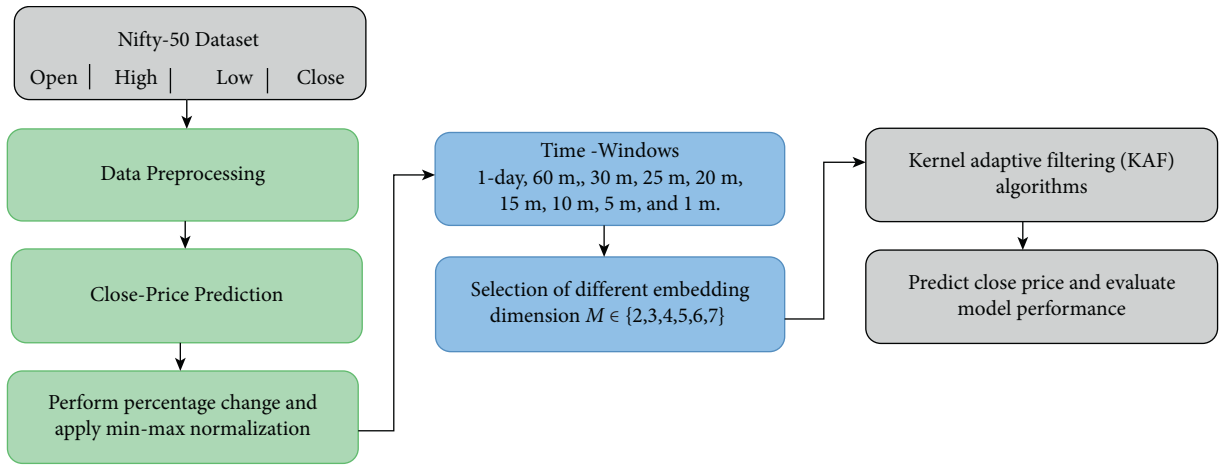 Nifty-50 Dataset
Open | High | Low | Close
Data Preprocessing
Close-Price Prediction
Perform percentage change and
apply min-max normalization
Time -Windows
1-day, 60 m,, 30 m, 25 m, 20 m,
15 m, 10 m, 5 m, and 1 m.
Selection of different embedding
dimension M ∈ {2,3,4,5,6,7}
Kernel adaptive filtering (KAF)
algorithms
Predict close price and evaluate
model performance